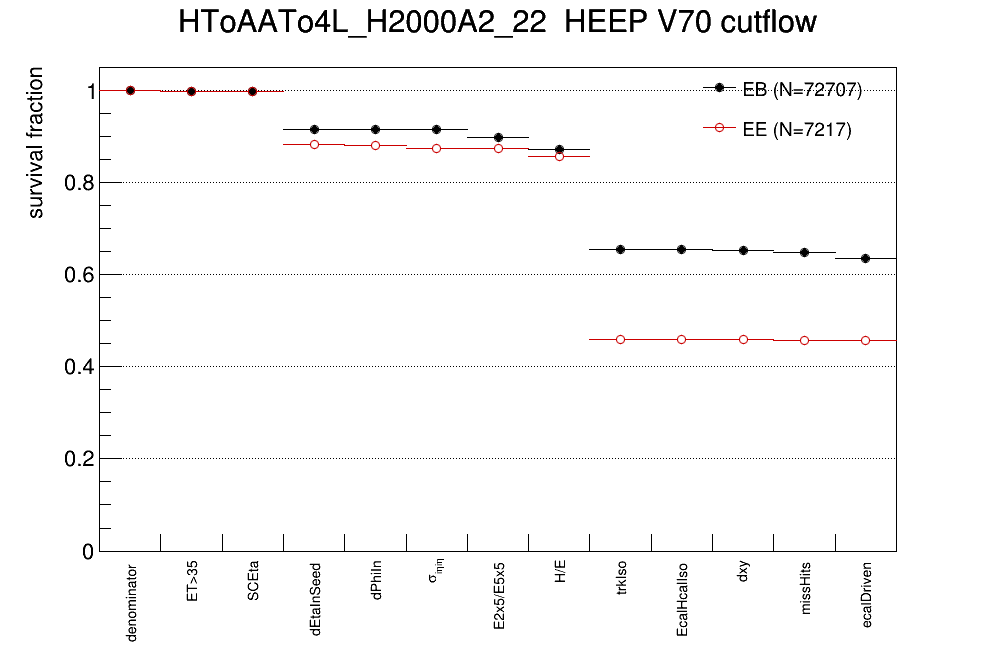 HToAATo4L_H2000A2_22 HEEP V70 cutflow
survival fraction
1
0.8
0.6
0.4
0.2
0
EB (N=72707)
EE (N=7217)
denominator
ET>35
SCEta
dEtaInSeed
dPhiIn
σiηiη
E2x5/E5x5
H/E
trkIso
EcalHcalIso
dxy
missHits
ecalDriven